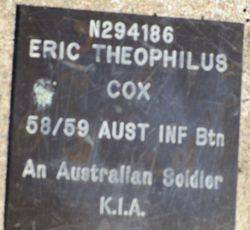 N294186
ERIC THEOPHILUS
COX
58/59 AUST INF Btn
An Australian Soldier
K.I.A.